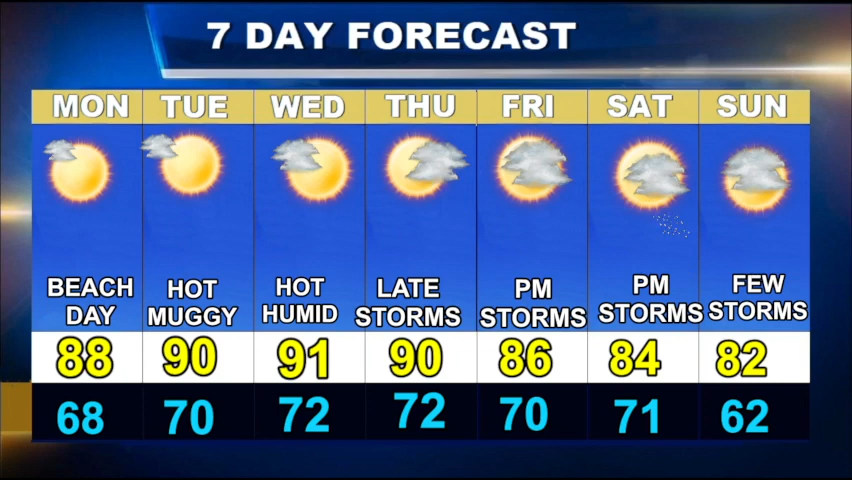 7 DAY FORECAST
MON TUE WED THU FRI SAT SUN
BEACH DAY
HOT MUGGY
HOT HUMID
LATE STORMS
PM STORMS
PM STORMS
FEW STORMS
88 90 91 90 86 84 82
68 70 72 72 70 71 62